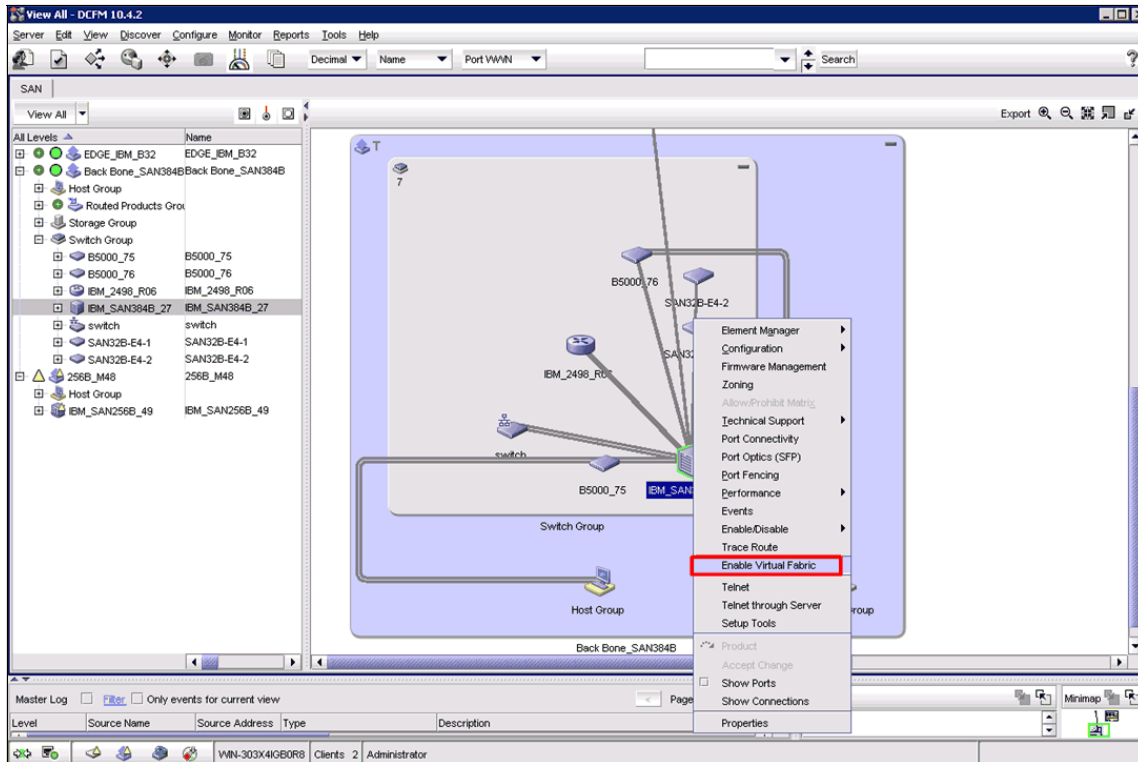 View All - DCFM 10.4.2
Server Edit View Discover Configure Monitor Reports Tools Help
Decimal Name Port WWN Search
SAN
View All Export
All Levels Name
EDGE_IBM_B32 EDGE_IBM_B32
Back Bone_SAN384B Back Bone_SAN384B
Host Group
Routed Products Grou
Storage Group
Switch Group
B5000_75 B5000_75
B5000_76 B5000_76
IBM_2498_R06 IBM_2498_R06
IBM_SAN384B_27 IBM_SAN384B_27
switch switch
SAN32B-E4-1 SAN32B-E4-1
SAN32B-E4-2 SAN32B-E4-2
256B_M48 256B_M48
Host Group
IBM_SAN256B_49 IBM_SAN256B_49
T
7
B5000_76
SAN32B-E4-2
SAN32
IBM_2498_R06
switch
B5000_75
IBM_SAN
Switch Group
Host Group
roup
Back Bone_SAN384B
Element Manager
Configuration
Firmware Management
Zoning
Allow/Prohibit Matrix
Technical Support
Port Connectivity
Port Optics (SFP)
Port Fencing
Performance
Events
Enable/Disable
Trace Route
Enable Virtual Fabric
Telnet
Telnet through Server
Setup Tools
Product
Accept Change
Show Ports
Show Connections
Properties
Master Log Filter Only events for current view < Page Minimap
Level Source Name Source Address Type Description
WIN-303X4IGB0R8 Clients 2 Administrator